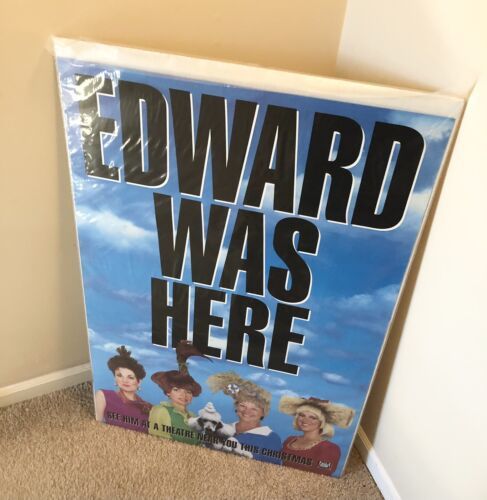 EDWARD
WAS
HERE
SEE HIM AT A THEATRE NEAR YOU THIS CHRISTMAS